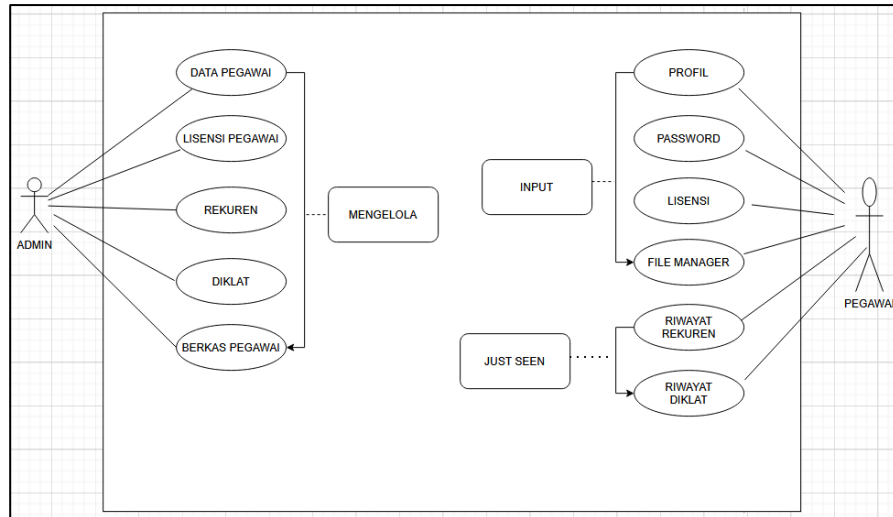 DATA PEGAWAI
LISENSI PEGAWAI
REKUREN
DIKLAT
BERKAS PEGAWAI
ADMIN
MENGELOLA
INPUT
JUST SEEN
PROFIL
PASSWORD
LISENSI
FILE MANAGER
RIWAYAT
REKUREN
RIWAYAT
DIKLAT
PEGAWAI